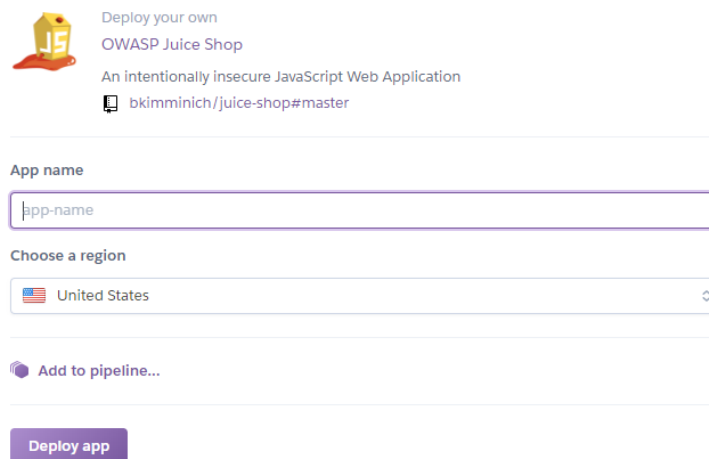 JS
Deploy your own
OWASP Juice Shop
An intentionally insecure JavaScript Web Application
bkimminich/juice-shop#master
App name
app-name
Choose a region
United States
Add to pipeline...
Deploy app